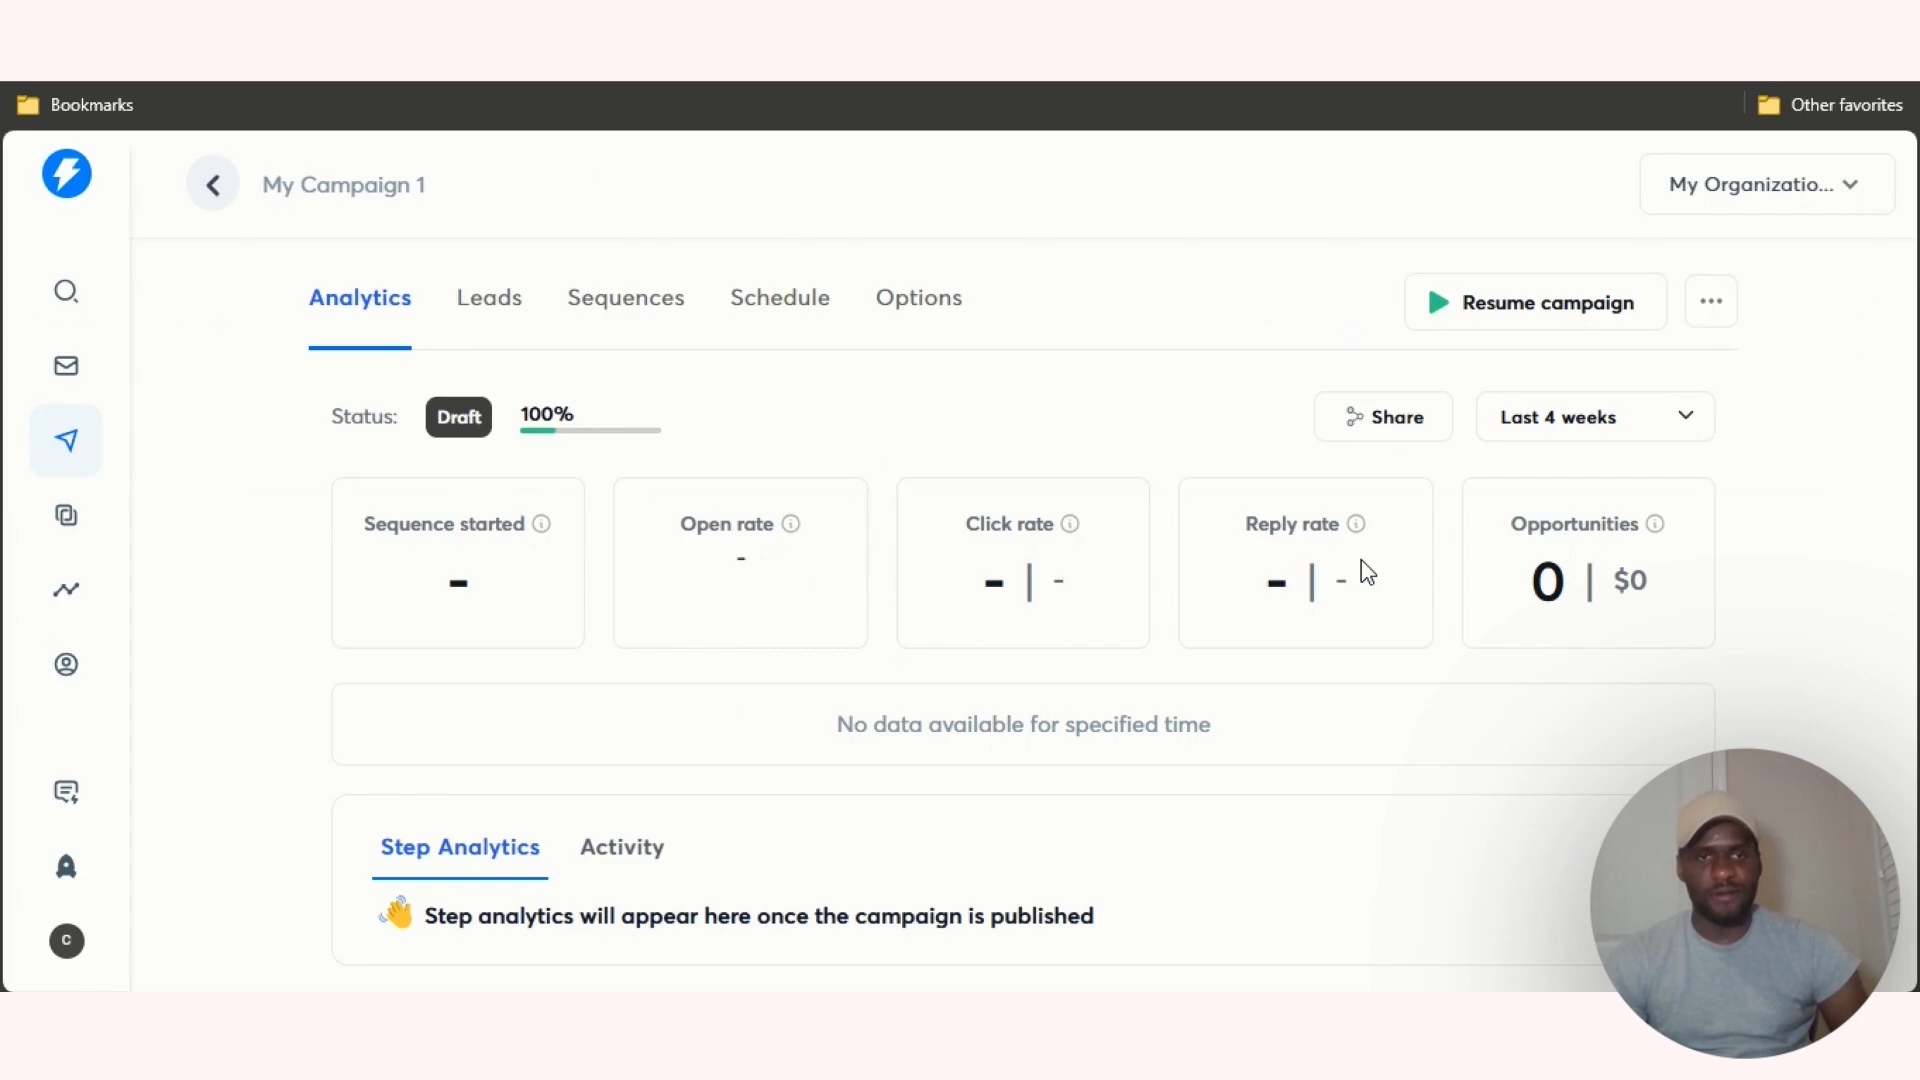 Bookmarks
Other favorites
My Campaign 1
My Organizatio...
Analytics
Leads
Sequences
Schedule
Options
Resume campaign
Status:
Draft
100%
Share
Last 4 weeks
Sequence started
-
Open rate
-
Click rate
- | -
Reply rate
- | -
Opportunities
0 | $0
No data available for specified time
Step Analytics
Activity
👋 Step analytics will appear here once the campaign is published
C